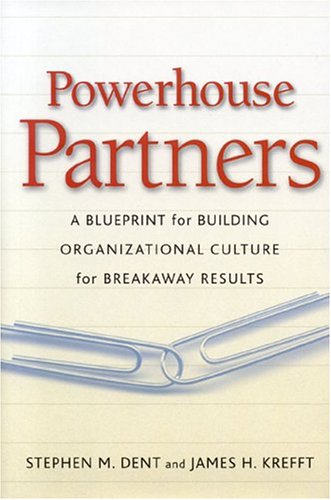 Powerhouse
Partners
A BLUEPRINT for BUILDING
ORGANIZATIONAL CULTURE
for BREAKAWAY RESULTS
STEPHEN M. DENT and JAMES H. KREFFT